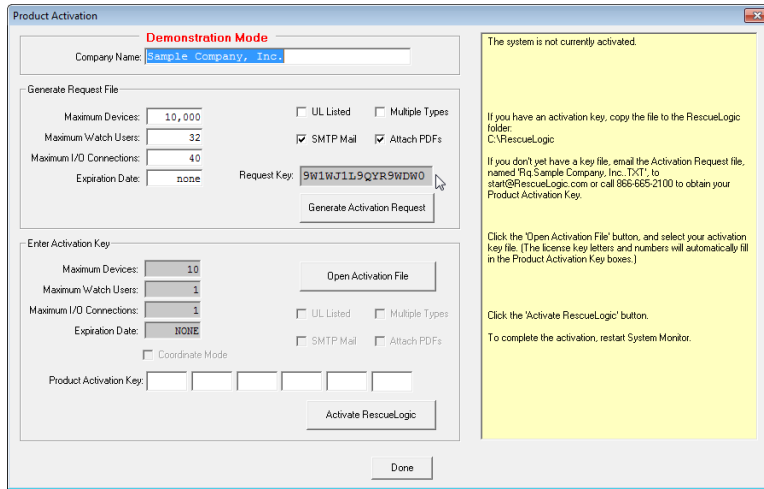 Product Activation
Demonstration Mode
Company Name: Sample Company, Inc.
Generate Request File
Maximum Devices: 10,000
Maximum Watch Users: 32
Maximum I/O Connections: 40
Expiration Date: none
UL Listed Multiple Types
SMTP Mail Attach PDFs
Request Key: 9W1WJ1L9QYR9WDW0
Generate Activation Request
Enter Activation Key
Maximum Devices: 10
Maximum Watch Users: 1
Maximum I/O Connections: 1
Expiration Date: NONE
Coordinate Mode
Open Activation File
UL Listed Multiple Types
SMTP Mail Attach PDFs
Product Activation Key:
Activate RescueLogic
Done
The system is not currently activated.
If you have an activation key, copy the file to the RescueLogic
folder:
C:\RescueLogic
If you don't yet have a key file, email the Activation Request file,
named 'Rq.Sample Company, Inc..TXT', to
start@RescueLogic.com or call 866-665-2100 to obtain your
Product Activation Key.
Click the 'Open Activation File' button, and select your activation
key file. (The license key letters and numbers will automatically fill
in the Product Activation Key boxes.)
Click the 'Activate RescueLogic' button.
To complete the activation, restart System Monitor.